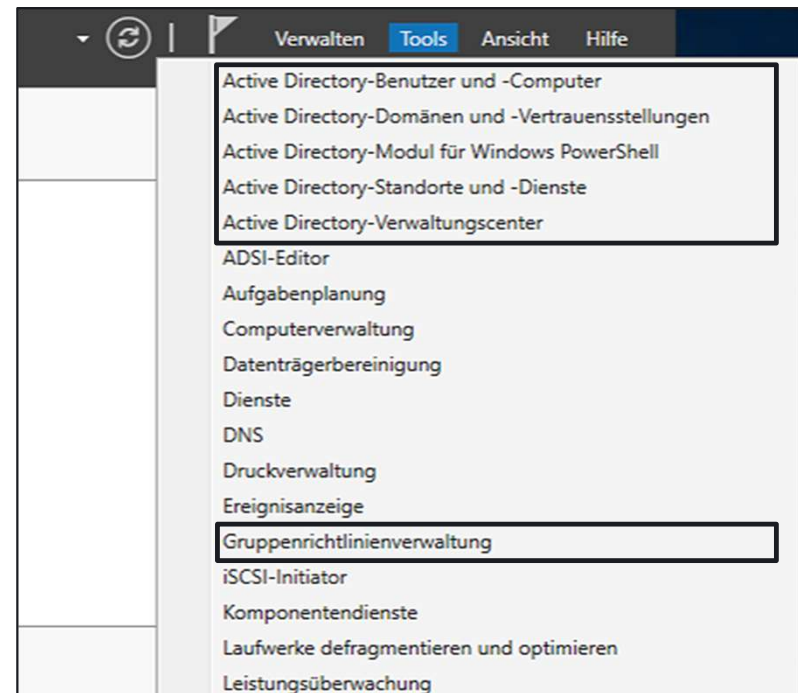 Verwalten Tools Ansicht Hilfe
Active Directory-Benutzer und -Computer
Active Directory-Domänen und -Vertrauensstellungen
Active Directory-Modul für Windows PowerShell
Active Directory-Standorte und -Dienste
Active Directory-Verwaltungscenter
ADSI-Editor
Aufgabenplanung
Computerverwaltung
Datenträgerbereinigung
Dienste
DNS
Druckverwaltung
Ereignisanzeige
Gruppenrichtlinienverwaltung
iSCSI-Initiator
Komponentendienste
Laufwerke defragmentieren und optimieren
Leistungsüberwachung